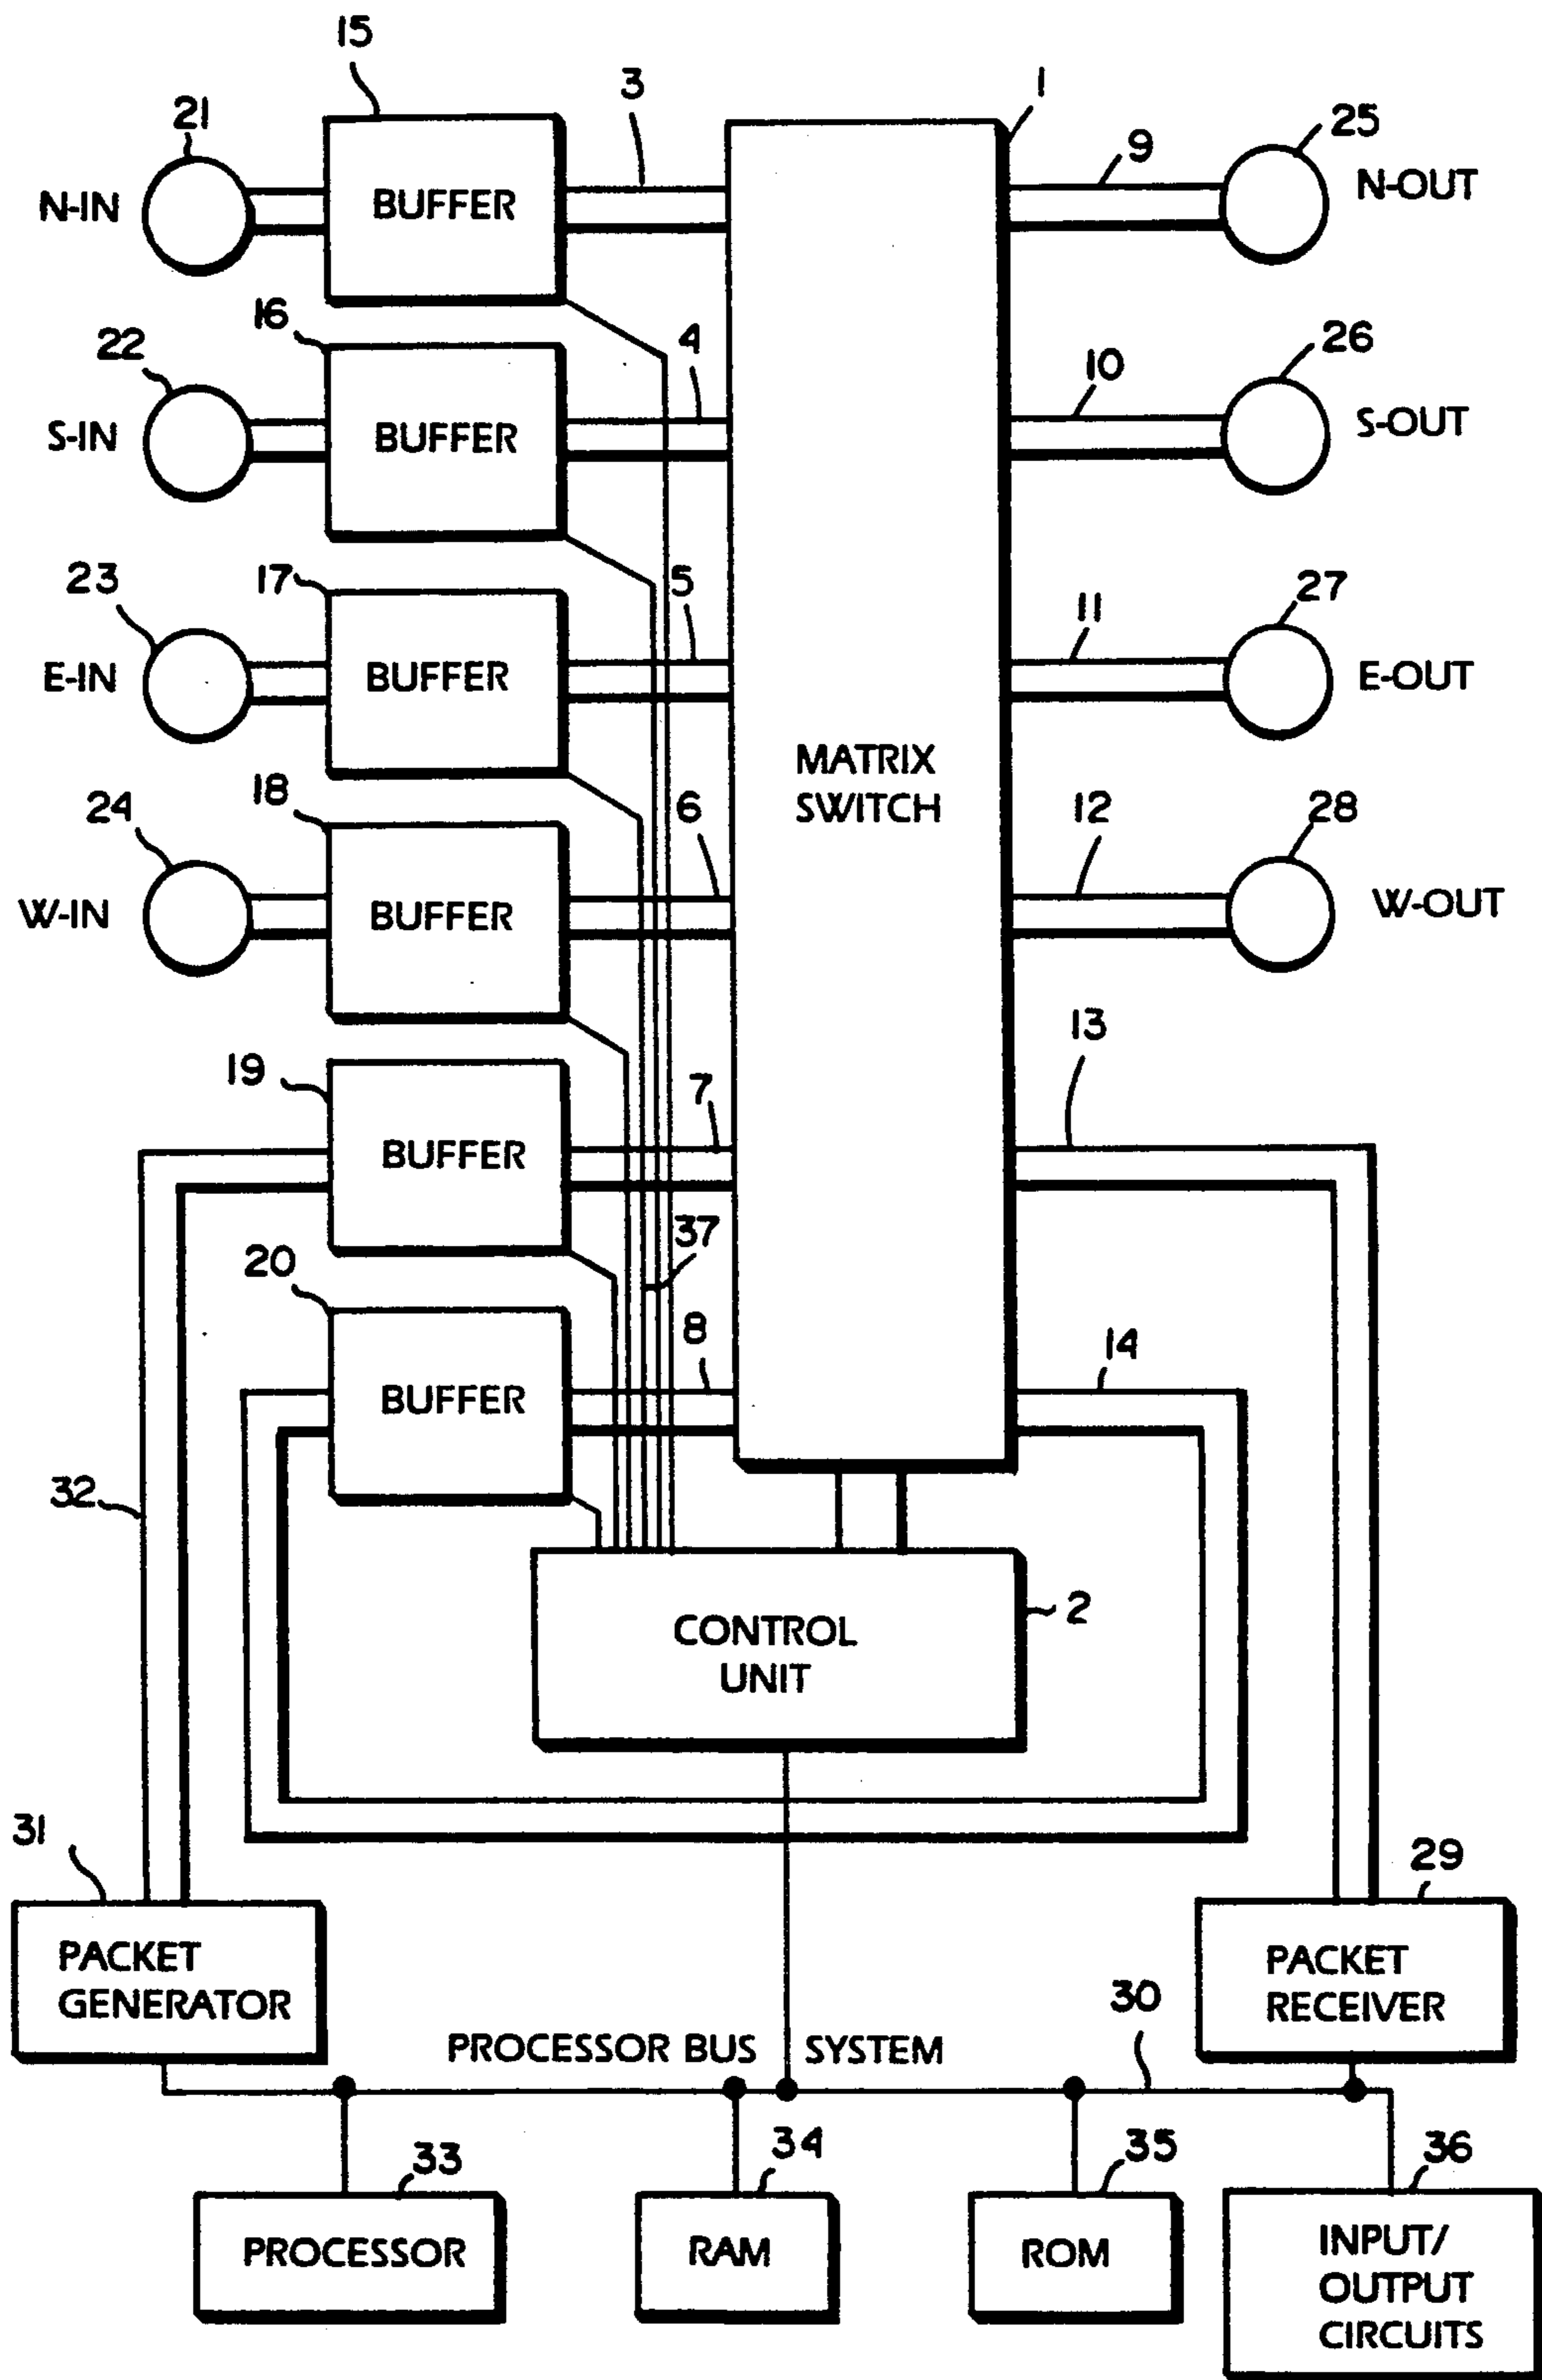 15
3
1
21
9
25
N-IN
BUFFER
N-OUT
16
22
4
10
26
S-IN
BUFFER
S-OUT
23
17
5
11
27
E-IN
BUFFER
E-OUT
MATRIX
SWITCH
18
24
6
12
28
W-IN
BUFFER
W-OUT
19
7
13
BUFFER
20
37
8
14
BUFFER
32
2
CONTROL
UNIT
31
29
PACKET
GENERATOR
PACKET
RECEIVER
30
PROCESSOR BUS SYSTEM
33
34
35
36
PROCESSOR
RAM
ROM
INPUT/
OUTPUT
CIRCUITS